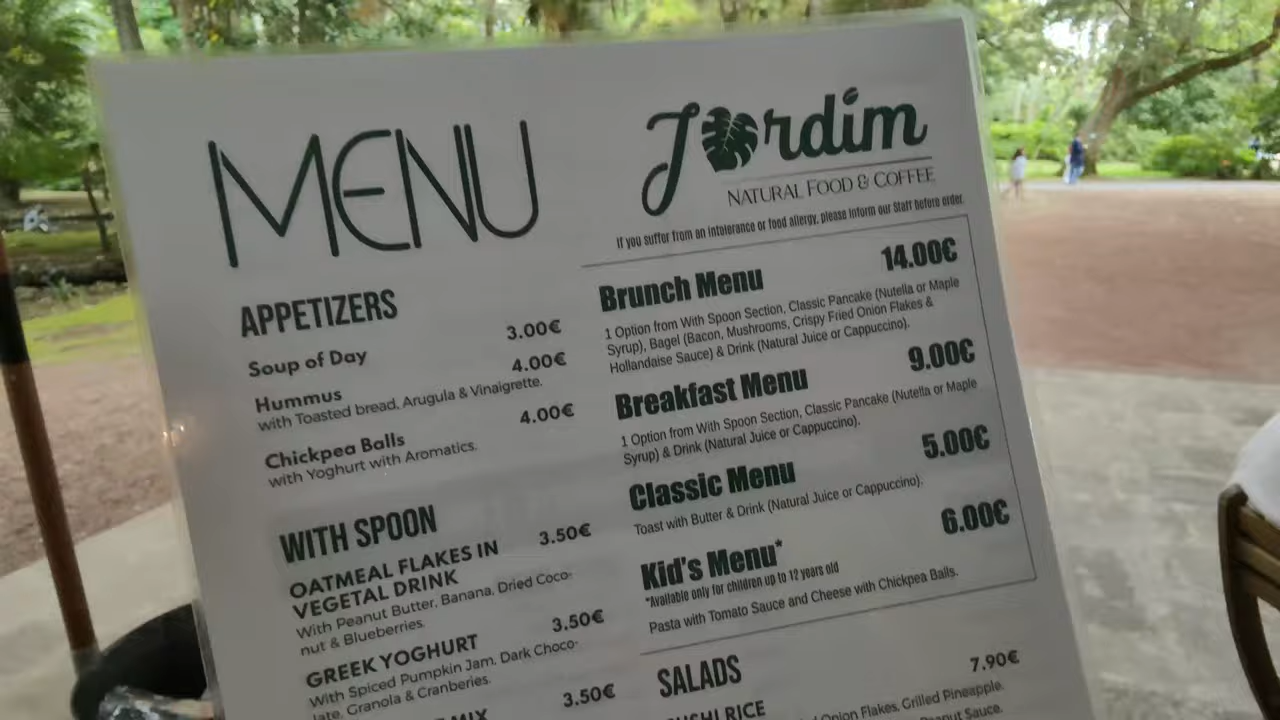 MENU
APPETIZERS
Soup of Day 3.00€
Hummus 4.00€
with Toasted bread, Arugula & Vinaigrette.
Chickpea Balls 4.00€
with Yoghurt with Aromatics.
WITH SPOON
OATMEAL FLAKES IN 3.50€
VEGETAL DRINK
With Peanut Butter, Banana, Dried Coco-
nut & Blueberries.
GREEK YOGHURT 3.50€
With Spiced Pumpkin Jam, Dark Choco-
late, Granola & Cranberries.
MIX 3.50€
Jardim
NATURAL FOOD & COFFEE
If you suffer from an intolerance or food allergy, please inform our Staff before order.
Brunch Menu 14.00€
1 Option from With Spoon Section, Classic Pancake (Nutella or Maple
Syrup), Bagel (Bacon, Mushrooms, Crispy Fried Onion Flakes &
Hollandaise Sauce) & Drink (Natural Juice or Cappuccino).
Breakfast Menu 9.00€
1 Option from With Spoon Section, Classic Pancake (Nutella or Maple
Syrup) & Drink (Natural Juice or Cappuccino).
Classic Menu 5.00€
Toast with Butter & Drink (Natural Juice or Cappuccino).
Kid's Menu* 6.00€
*Available only for children up to 12 years old
Pasta with Tomato Sauce and Cheese with Chickpea Balls.
SALADS
RICE 7.90€
Onion Flakes, Grilled Pineapple.
Sauce.